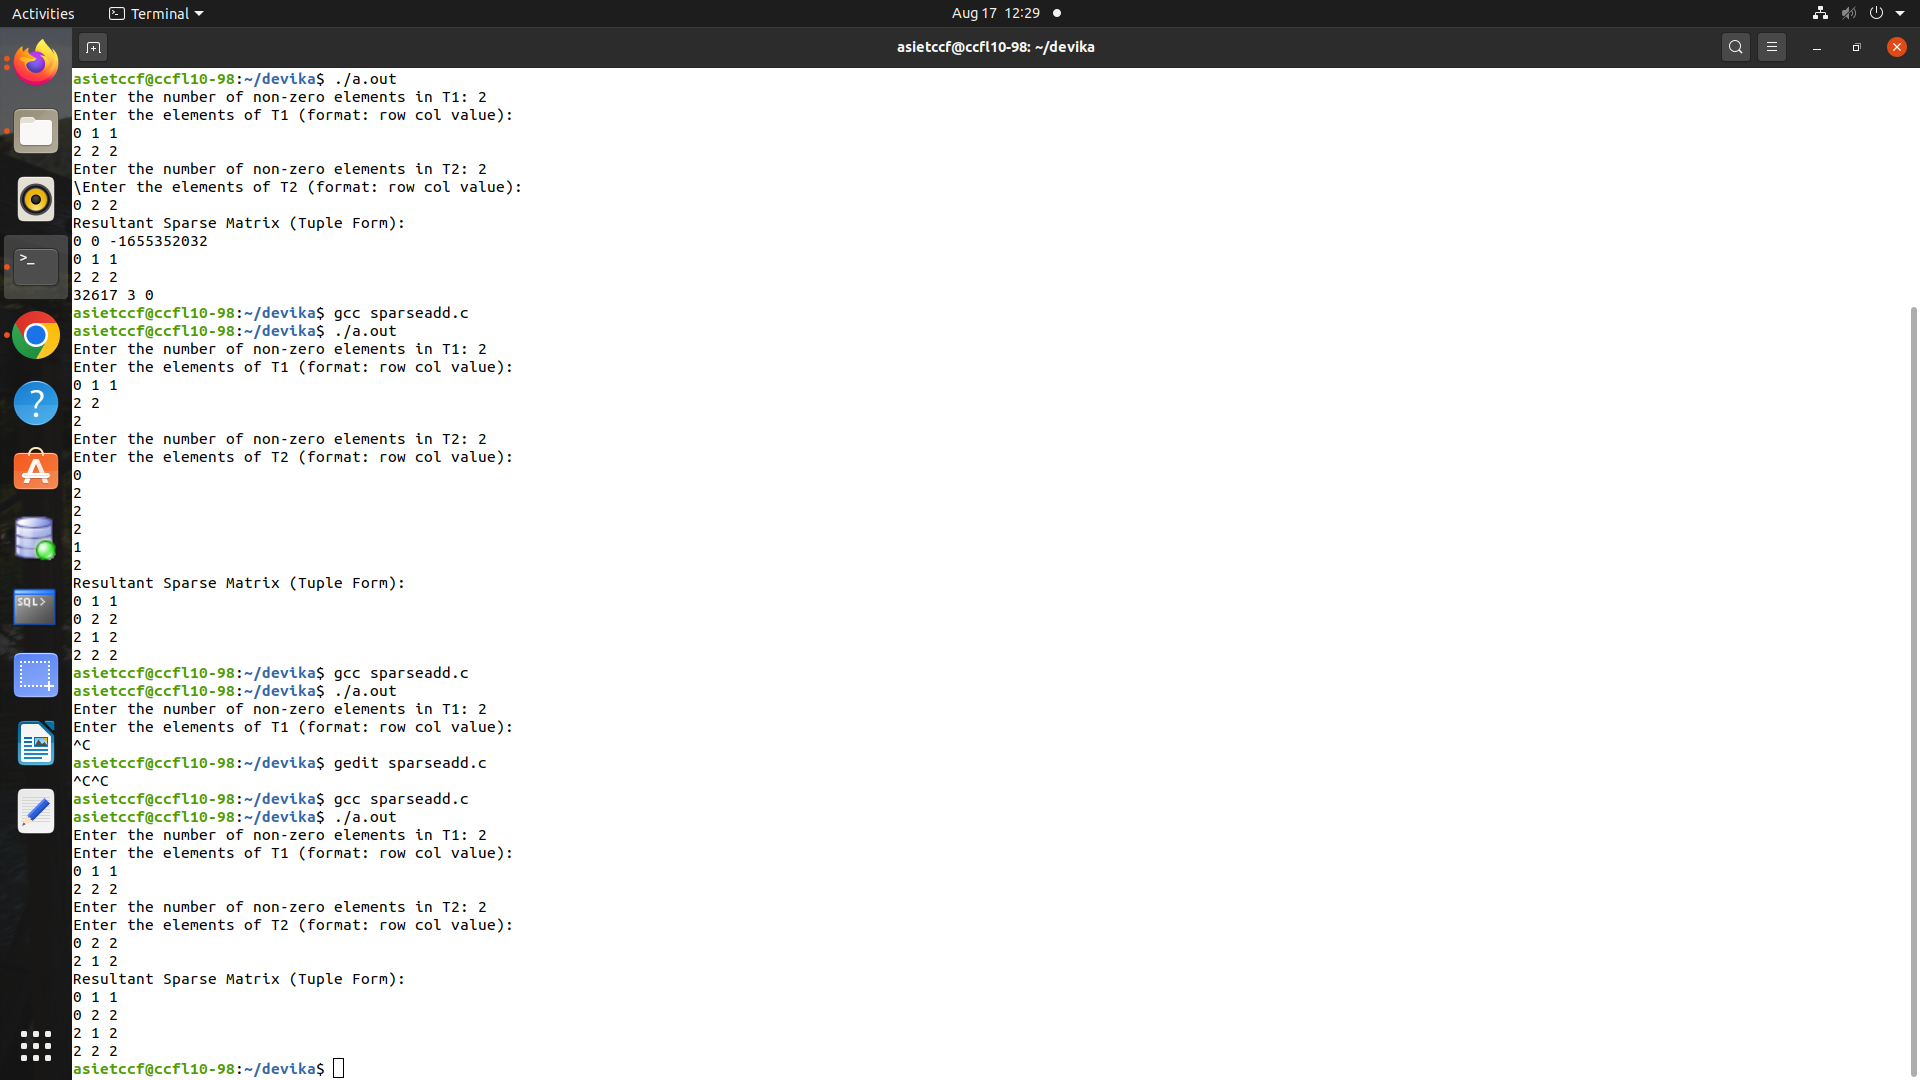 Activities
Terminal
Aug 17 12:29
asietccf@ccfl10-98: ~/devika
asietccf@ccfl10-98:~/devika$ ./a.out
Enter the number of non-zero elements in T1: 2
Enter the elements of T1 (format: row col value):
0 1 1
2 2 2
Enter the number of non-zero elements in T2: 2
\Enter the elements of T2 (format: row col value):
0 2 2
Resultant Sparse Matrix (Tuple Form):
0 0 -1655352032
0 1 1
2 2 2
32617 3 0
asietccf@ccfl10-98:~/devika$ gcc sparseadd.c
asietccf@ccfl10-98:~/devika$ ./a.out
Enter the number of non-zero elements in T1: 2
Enter the elements of T1 (format: row col value):
0 1 1
2 2
2
Enter the number of non-zero elements in T2: 2
Enter the elements of T2 (format: row col value):
0
2
2
2
1
2
Resultant Sparse Matrix (Tuple Form):
0 1 1
0 2 2
2 1 2
2 2 2
asietccf@ccfl10-98:~/devika$ gcc sparseadd.c
asietccf@ccfl10-98:~/devika$ ./a.out
Enter the number of non-zero elements in T1: 2
Enter the elements of T1 (format: row col value):
^C
asietccf@ccfl10-98:~/devika$ gedit sparseadd.c
^C^C
asietccf@ccfl10-98:~/devika$ gcc sparseadd.c
asietccf@ccfl10-98:~/devika$ ./a.out
Enter the number of non-zero elements in T1: 2
Enter the elements of T1 (format: row col value):
0 1 1
2 2 2
Enter the number of non-zero elements in T2: 2
Enter the elements of T2 (format: row col value):
0 2 2
2 1 2
Resultant Sparse Matrix (Tuple Form):
0 1 1
0 2 2
2 1 2
2 2 2
asietccf@ccfl10-98:~/devika$
SQL>